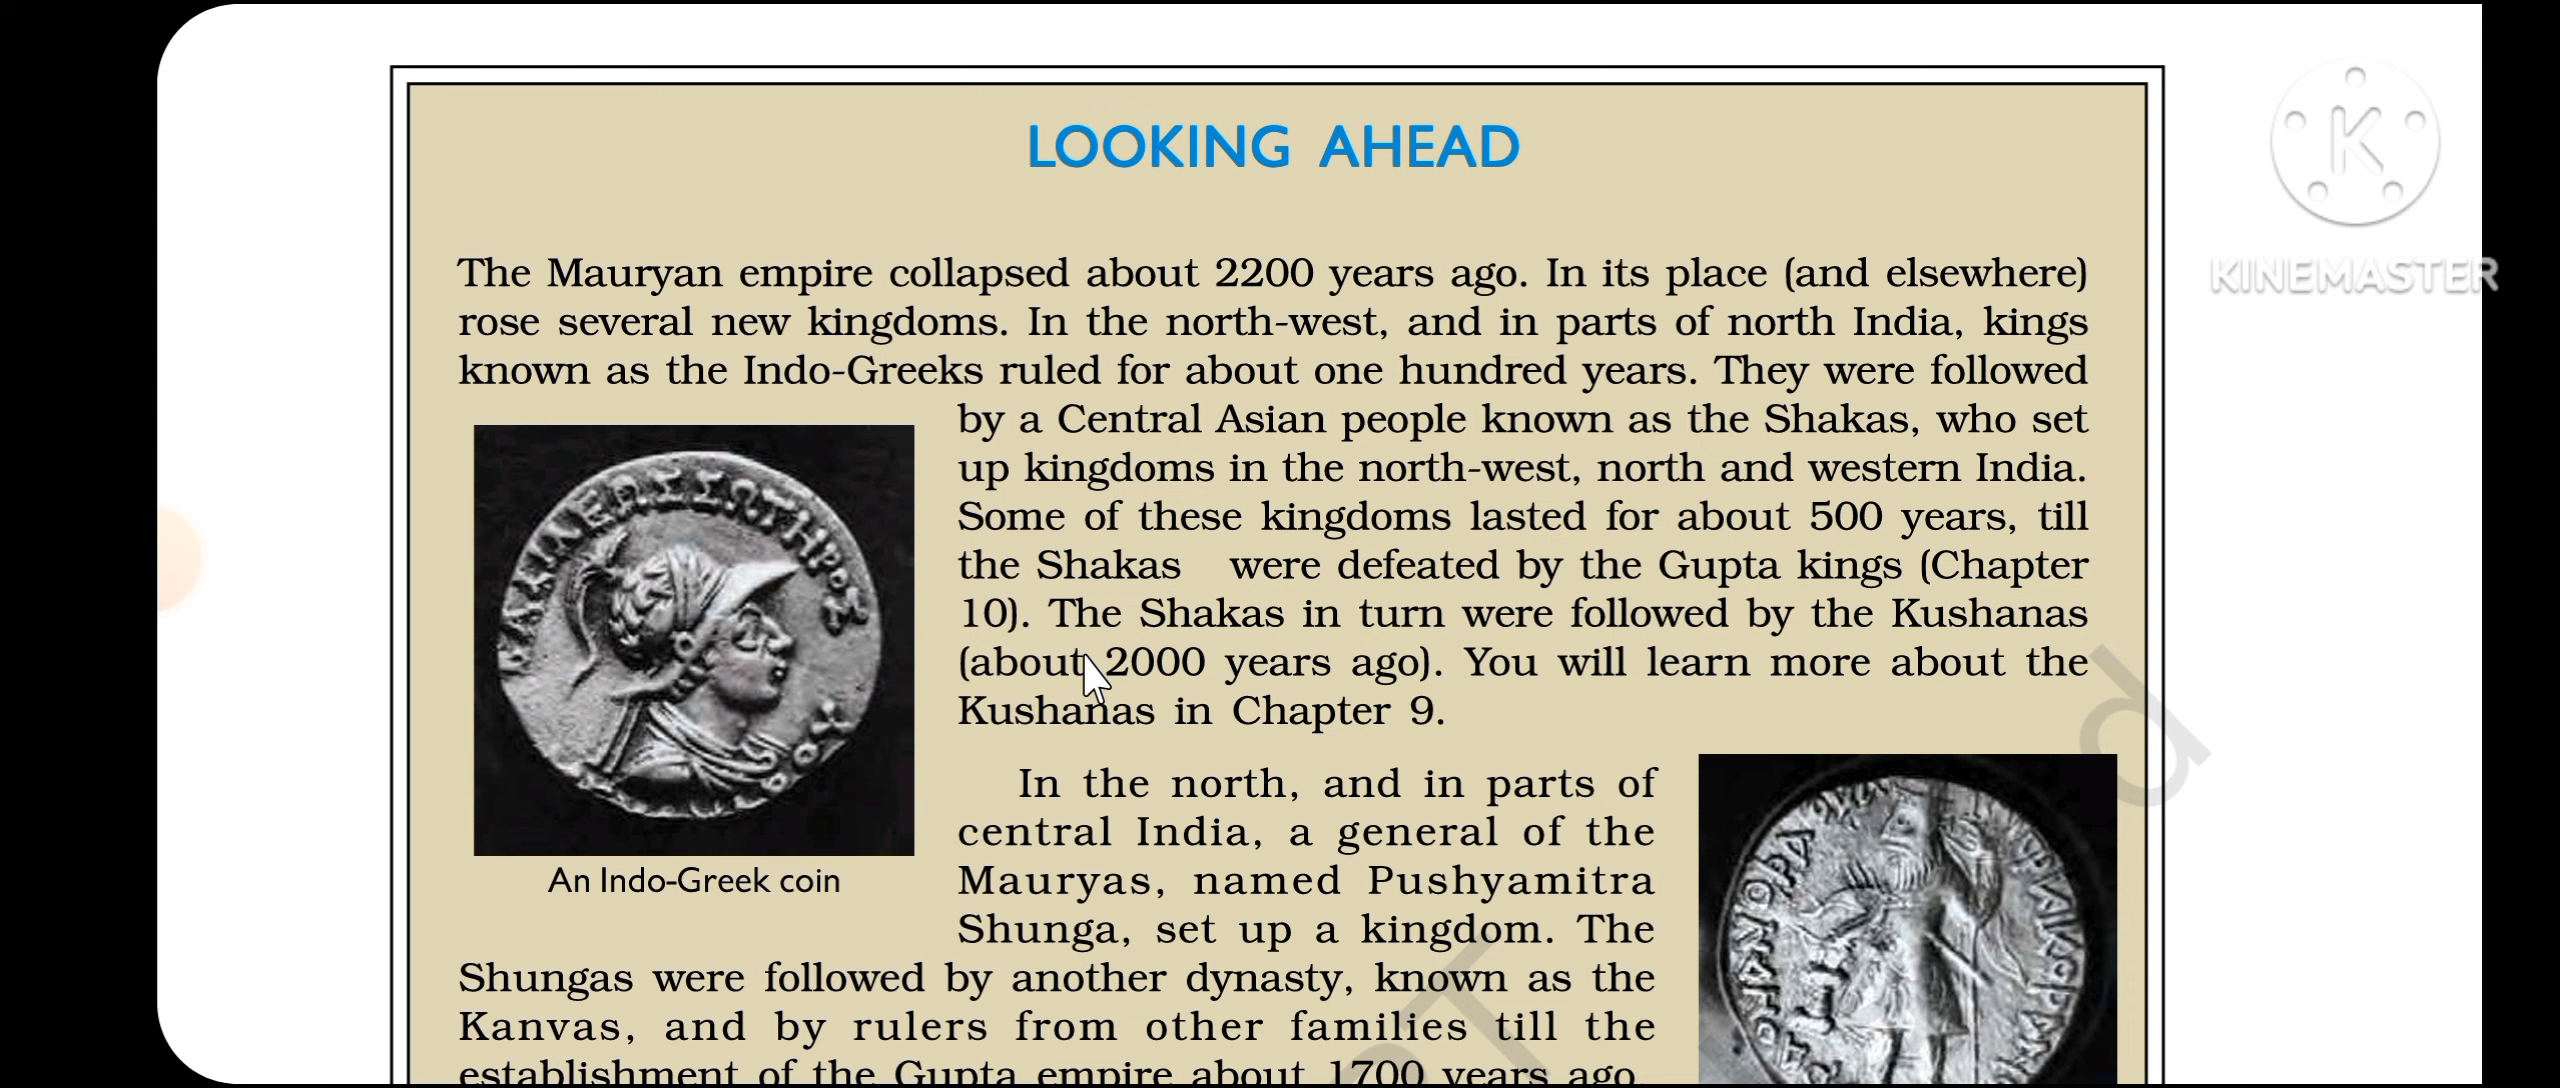 LOOKING AHEAD
The Mauryan empire collapsed about 2200 years ago. In its place (and elsewhere)
rose several new kingdoms. In the north-west, and in parts of north India, kings
known as the Indo-Greeks ruled for about one hundred years. They were followed
by a Central Asian people known as the Shakas, who set
up kingdoms in the north-west, north and western India.
Some of these kingdoms lasted for about 500 years, till
the Shakas were defeated by the Gupta kings (Chapter
10). The Shakas in turn were followed by the Kushanas
(about 2000 years ago). You will learn more about the
Kushanas in Chapter 9.
An Indo-Greek coin
In the north, and in parts of
central India, a general of the
Mauryas, named Pushyamitra
Shunga, set up a kingdom. The
Shungas were followed by another dynasty, known as the
Kanvas, and by rulers from other families till the
establishment of the Gupta empire about 1700 years ago.
K
KINEMASTER